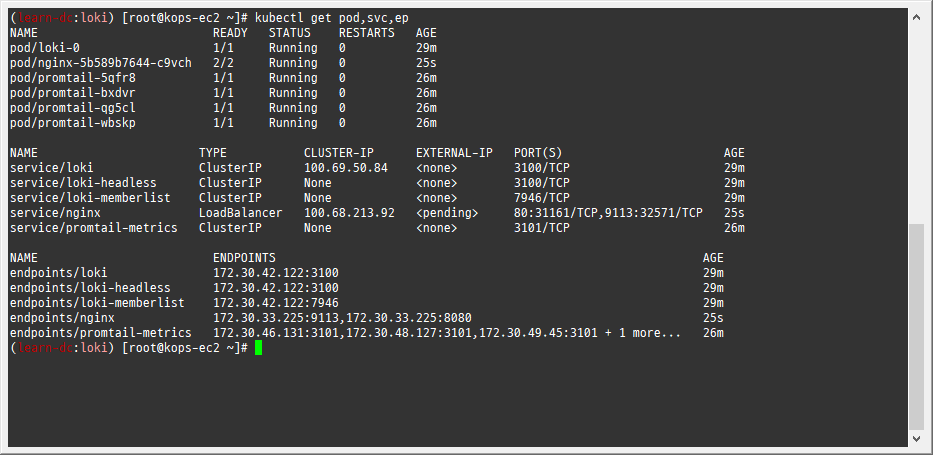 (learn-dc:loki) [root@kops-ec2 ~]# kubectl get pod,svc,ep
NAME                         READY   STATUS    RESTARTS   AGE
pod/loki-0                   1/1     Running   0          29m
pod/nginx-5b589b7644-c9vch   2/2     Running   0          25s
pod/promtail-5qfr8           1/1     Running   0          26m
pod/promtail-bxdvr           1/1     Running   0          26m
pod/promtail-qg5cl           1/1     Running   0          26m
pod/promtail-wbskp           1/1     Running   0          26m

NAME                       TYPE           CLUSTER-IP      EXTERNAL-IP   PORT(S)                       AGE
service/loki               ClusterIP      100.69.50.84    <none>        3100/TCP                      29m
service/loki-headless      ClusterIP      None            <none>        3100/TCP                      29m
service/loki-memberlist    ClusterIP      None            <none>        7946/TCP                      29m
service/nginx              LoadBalancer   100.68.213.92   <pending>     80:31161/TCP,9113:32571/TCP   25s
service/promtail-metrics   ClusterIP      None            <none>        3101/TCP                      26m

NAME                         ENDPOINTS                                                            AGE
endpoints/loki               172.30.42.122:3100                                                   29m
endpoints/loki-headless      172.30.42.122:3100                                                   29m
endpoints/loki-memberlist    172.30.42.122:7946                                                   29m
endpoints/nginx              172.30.33.225:9113,172.30.33.225:8080                                25s
endpoints/promtail-metrics   172.30.46.131:3101,172.30.48.127:3101,172.30.49.45:3101 + 1 more...   26m
(learn-dc:loki) [root@kops-ec2 ~]#